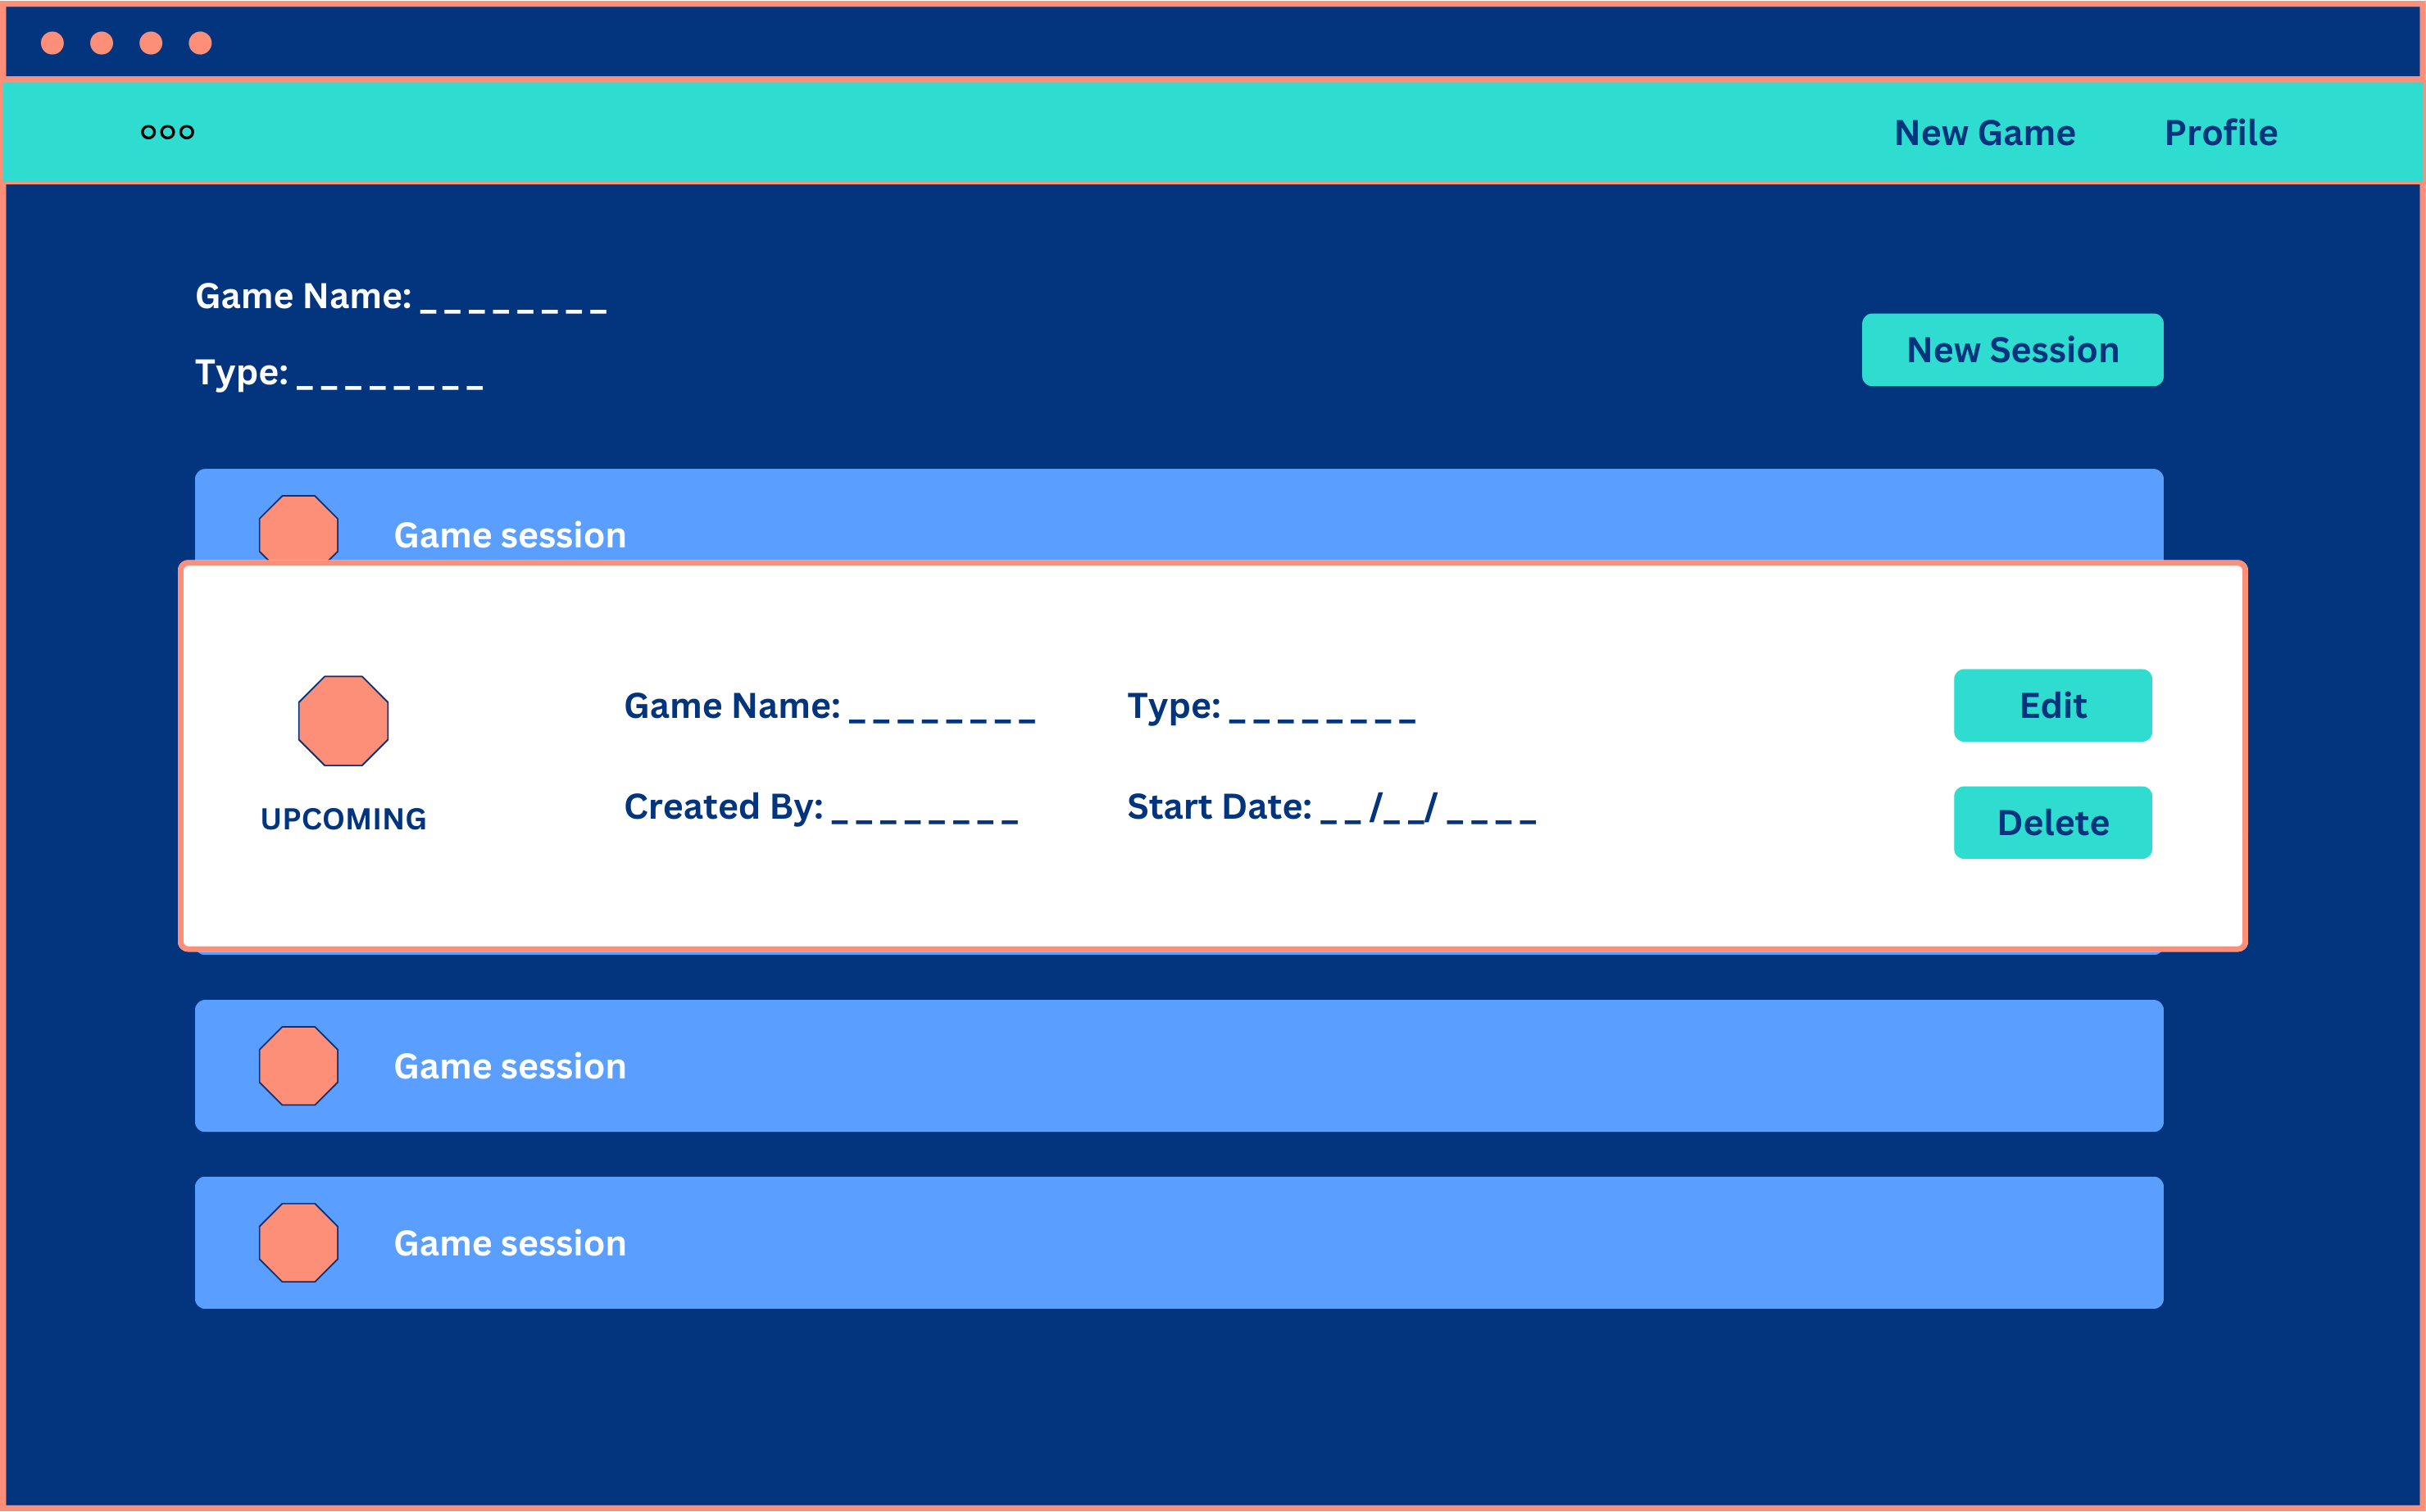 New Game Profile
Game Name: _ _ _ _ _ _ _ _
Type: _ _ _ _ _ _ _ _
New Session
Game session
Game Name: _ _ _ _ _ _ _ _ Type: _ _ _ _ _ _ _ _ Edit
UPCOMING Created By: _ _ _ _ _ _ _ _ Start Date: _ _ /_ _/ _ _ _ _ Delete
Game session
Game session